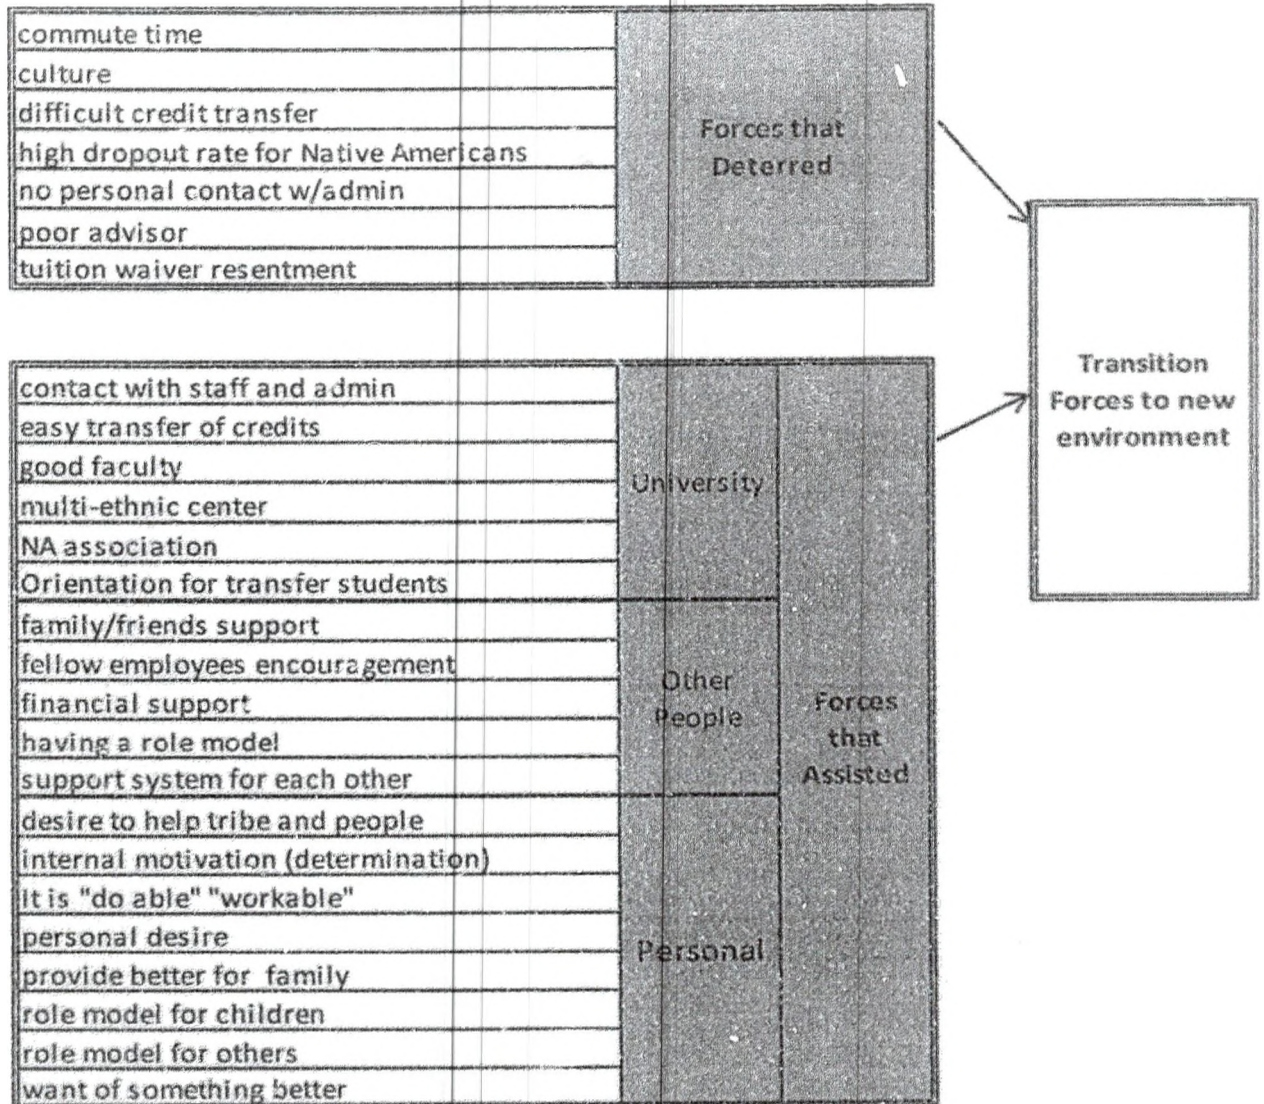 commute time
culture
difficult credit transfer
high dropout rate for Native Americans
no personal contact w/admin
poor advisor
tuition waiver resentment
Forces that
Deterred
contact with staff and admin
easy transfer of credits
good faculty
multi-ethnic center
NA association
Orientation for transfer students
University
family/friends support
fellow employees encouragement
financial support
having a role model
support system for each other
Other
People
desire to help tribe and people
internal motivation (determination)
It is "do able" "workable"
personal desire
provide better for family
role model for children
role model for others
want of something better
Personal
Forces
that
Assisted
Transition
Forces to new
environment